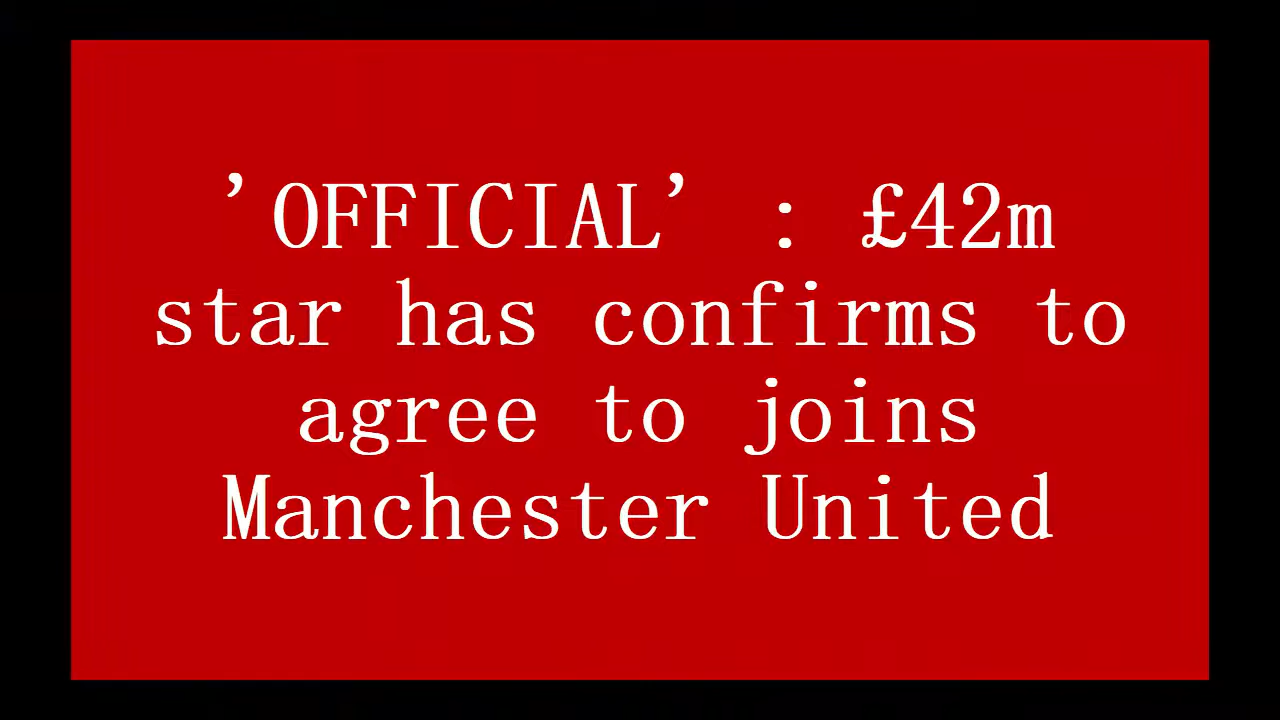 ’OFFICIAL’ : £42m
star has confirms to
agree to joins
Manchester United